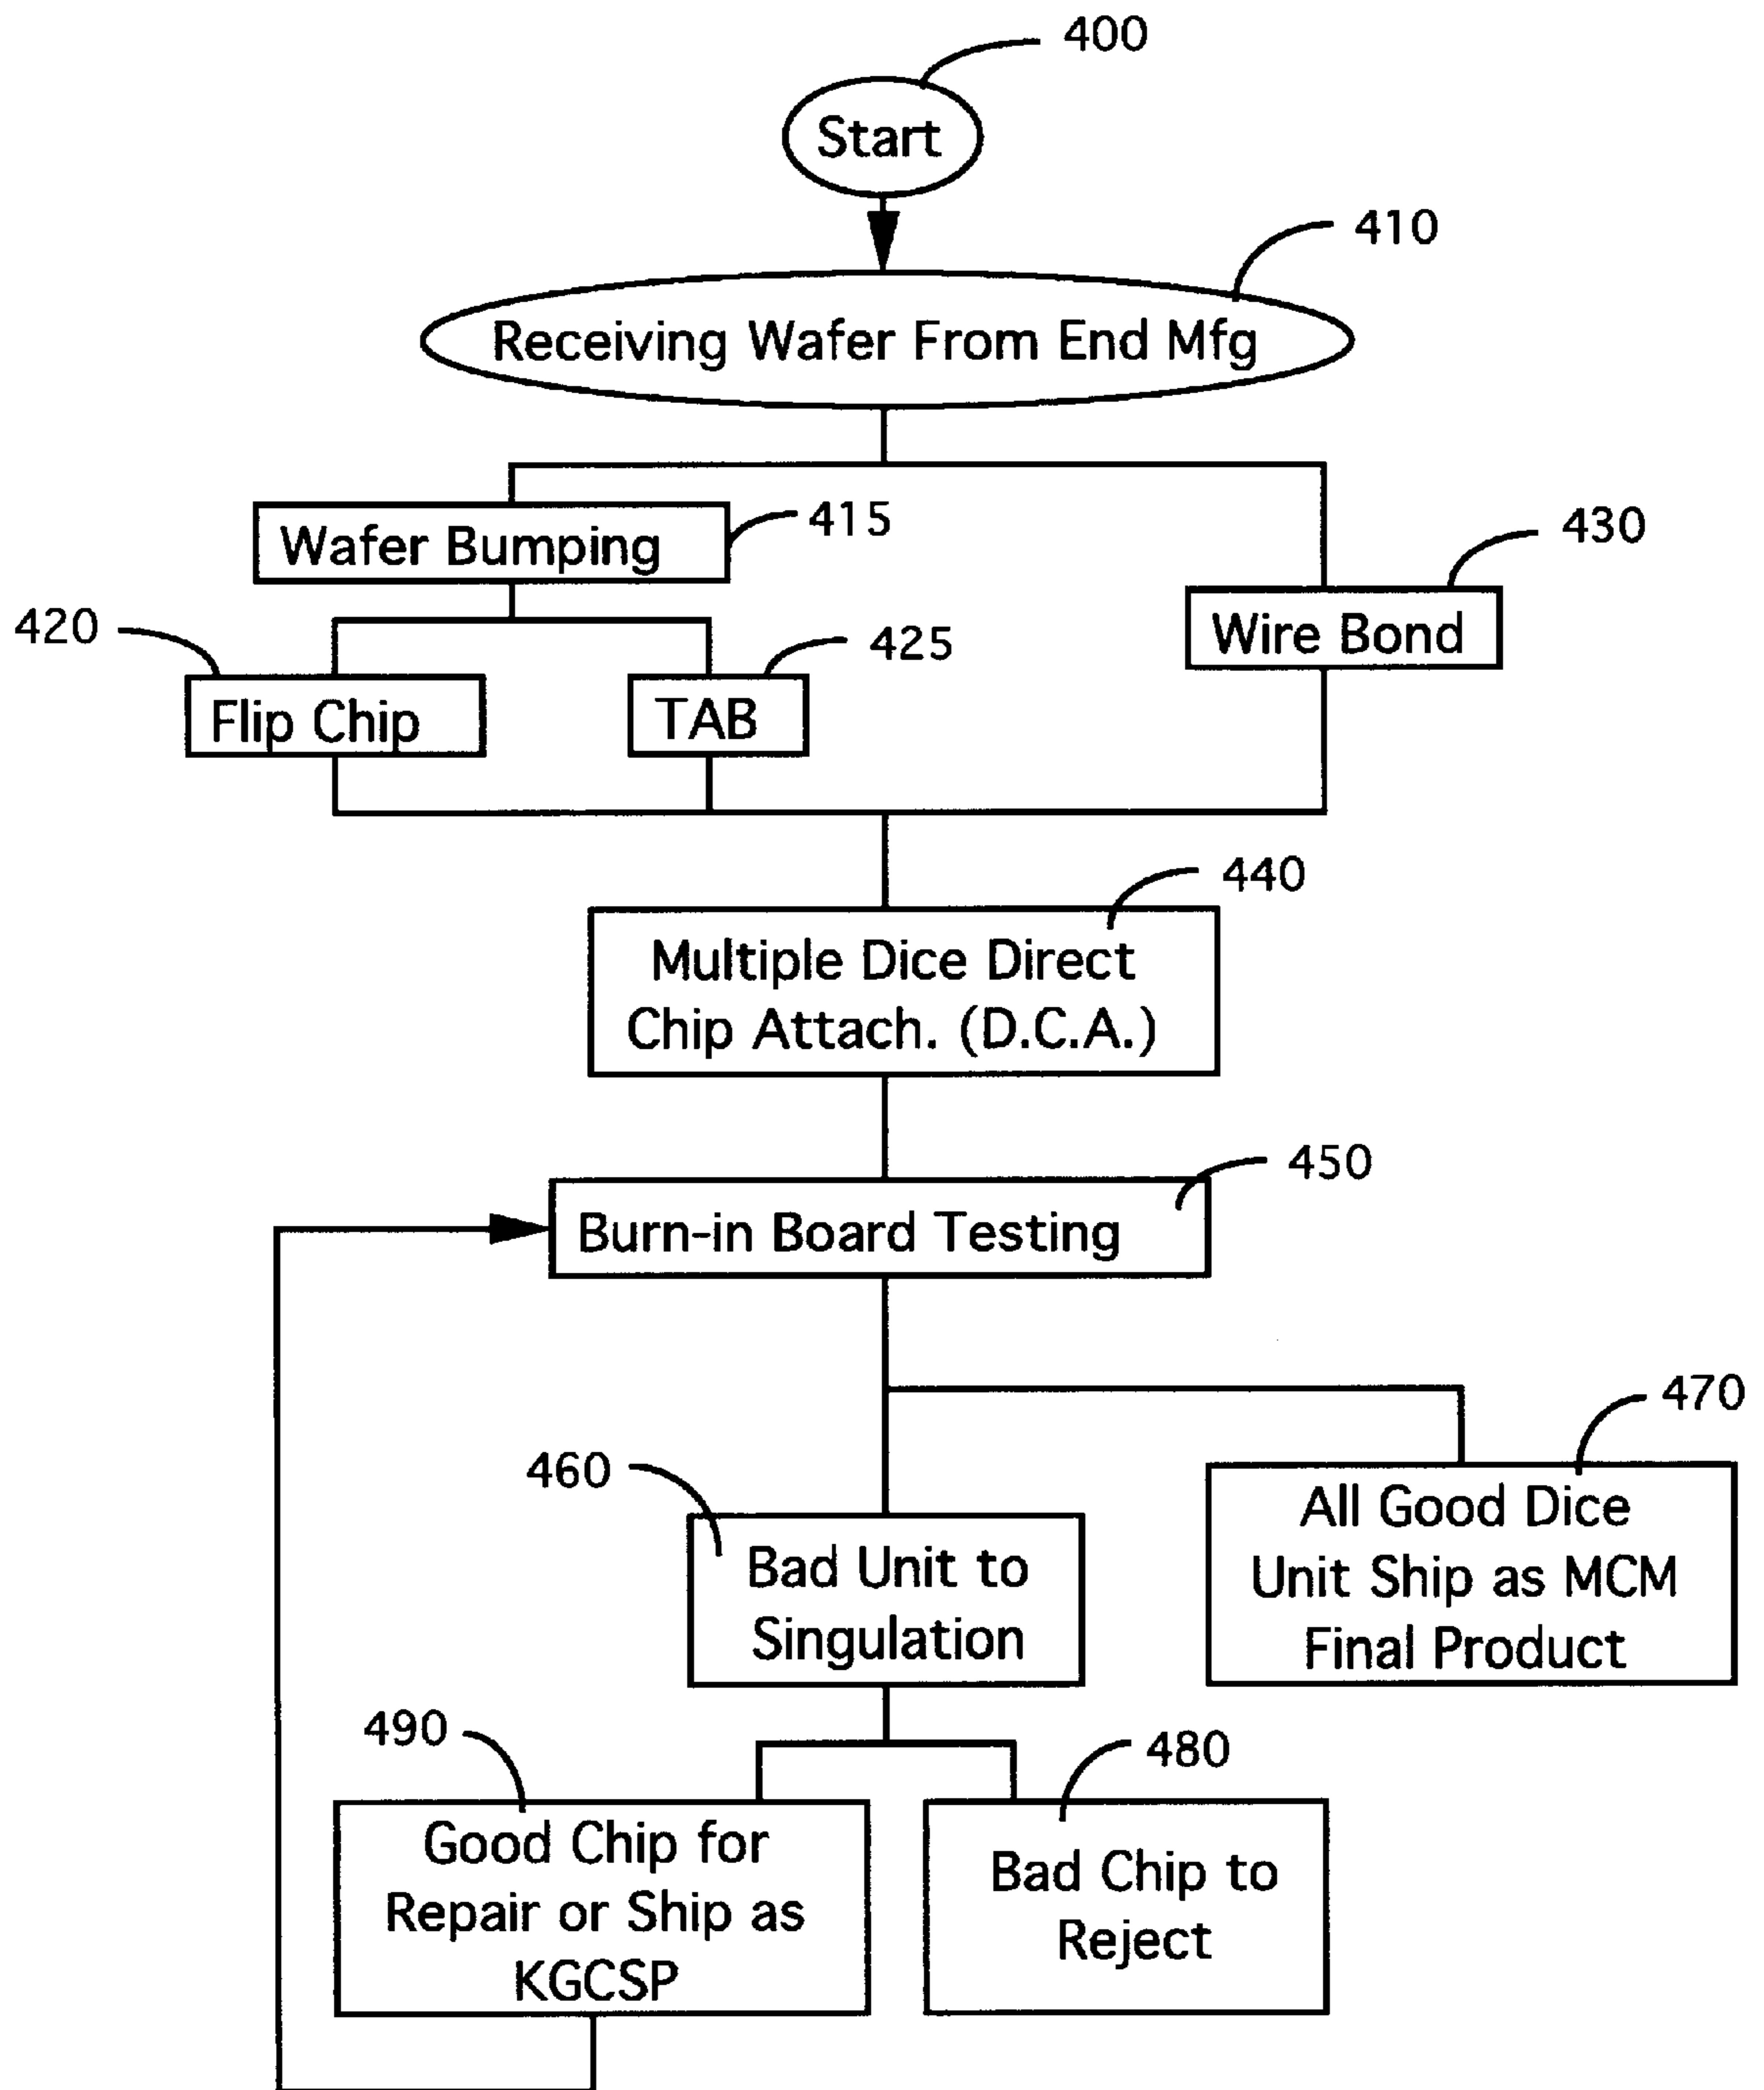 400
Start
410
Receiving Wafer From End Mfg
415
Wafer Bumping
430
Wire Bond
420
425
Flip Chip
TAB
440
Multiple Dice Direct
Chip Attach. (D.C.A.)
450
Burn-in Board Testing
470
460
All Good Dice
Unit Ship as MCM
Final Product
Bad Unit to
Singulation
490
480
Good Chip for
Repair or Ship as
KGCSP
Bad Chip to
Reject